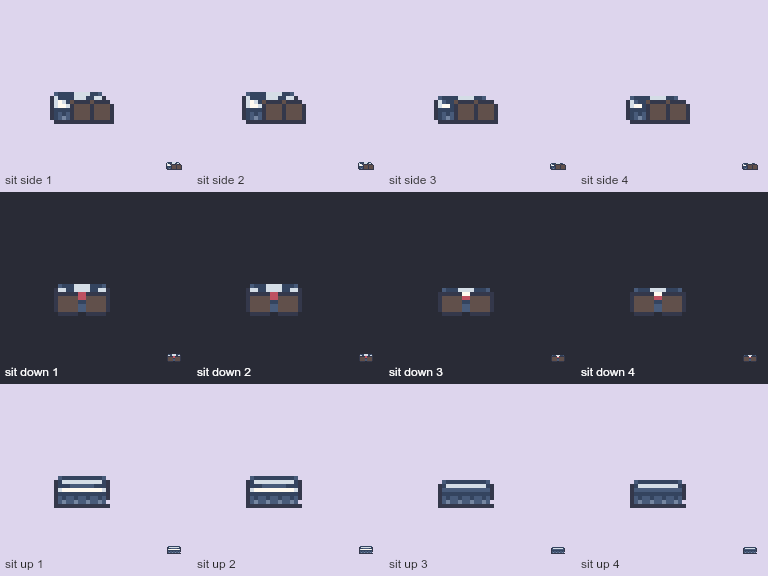 sit side 1
sit side 2
sit side 3
sit side 4
sit down 1
sit down 2
sit down 3
sit down 4
sit up 1
sit up 2
sit up 3
sit up 4